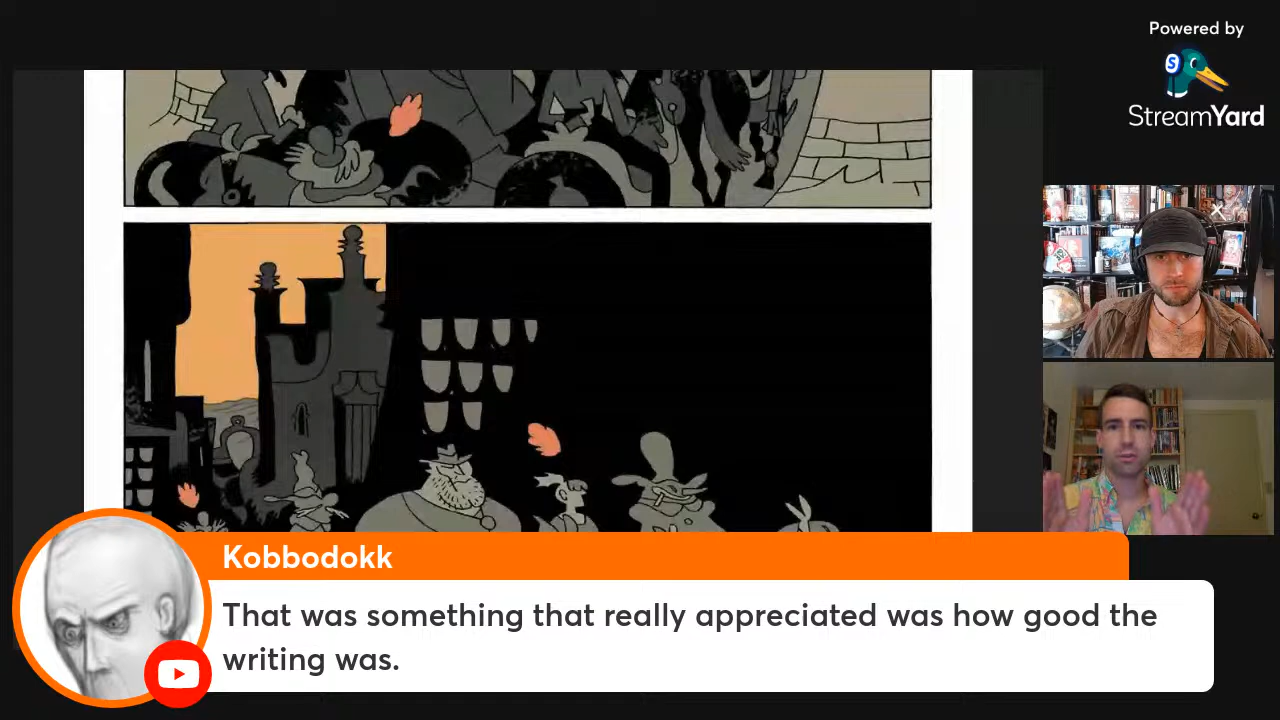 Powered by
StreamYard
Kobbodokk
That was something that really appreciated was how good the
writing was.